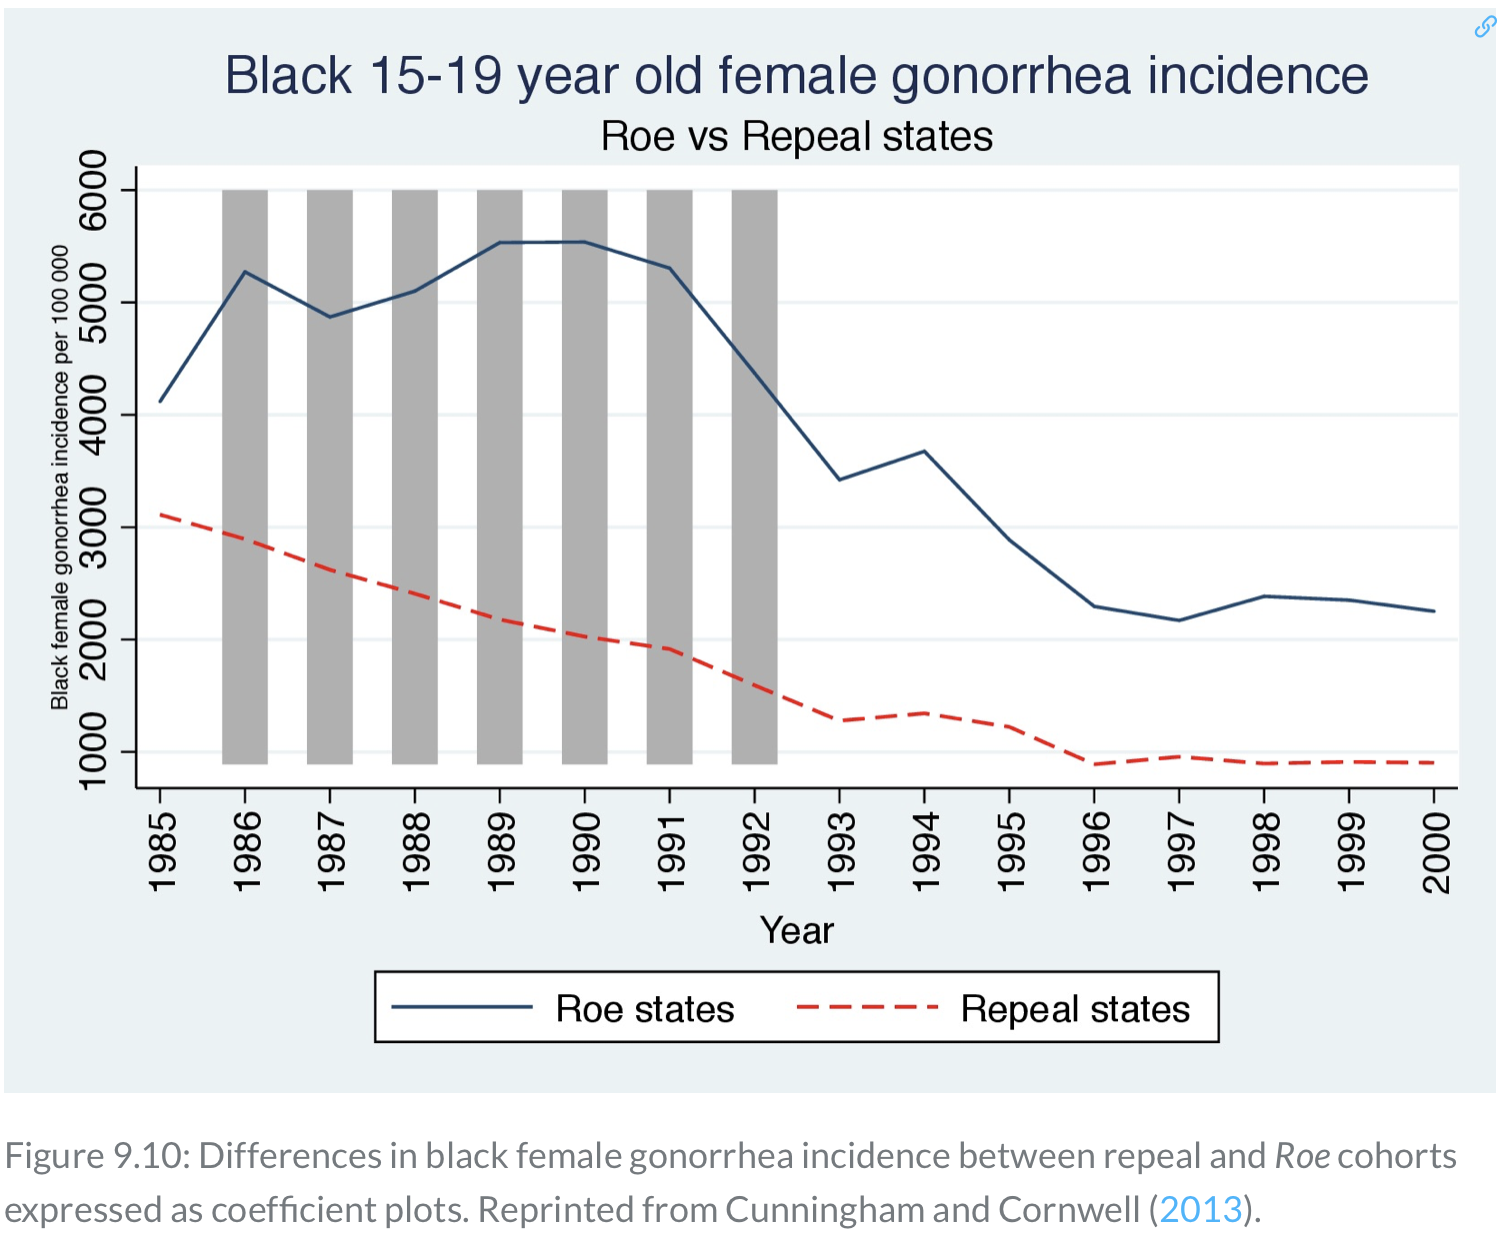 Black 15-19 year old female gonorrhea incidence
Roe vs Repeal states
Black female gonorrhea incidence per 100 000
6000
5000
4000
3000
2000
1000
1985 1986 1987 1988 1989 1990 1991 1992 1993 1994 1995 1996 1997 1998 1999 2000
Year
Roe states Repeal states
Figure 9.10: Differences in black female gonorrhea incidence between repeal and Roe cohorts
expressed as coefficient plots. Reprinted from Cunningham and Cornwell (2013).